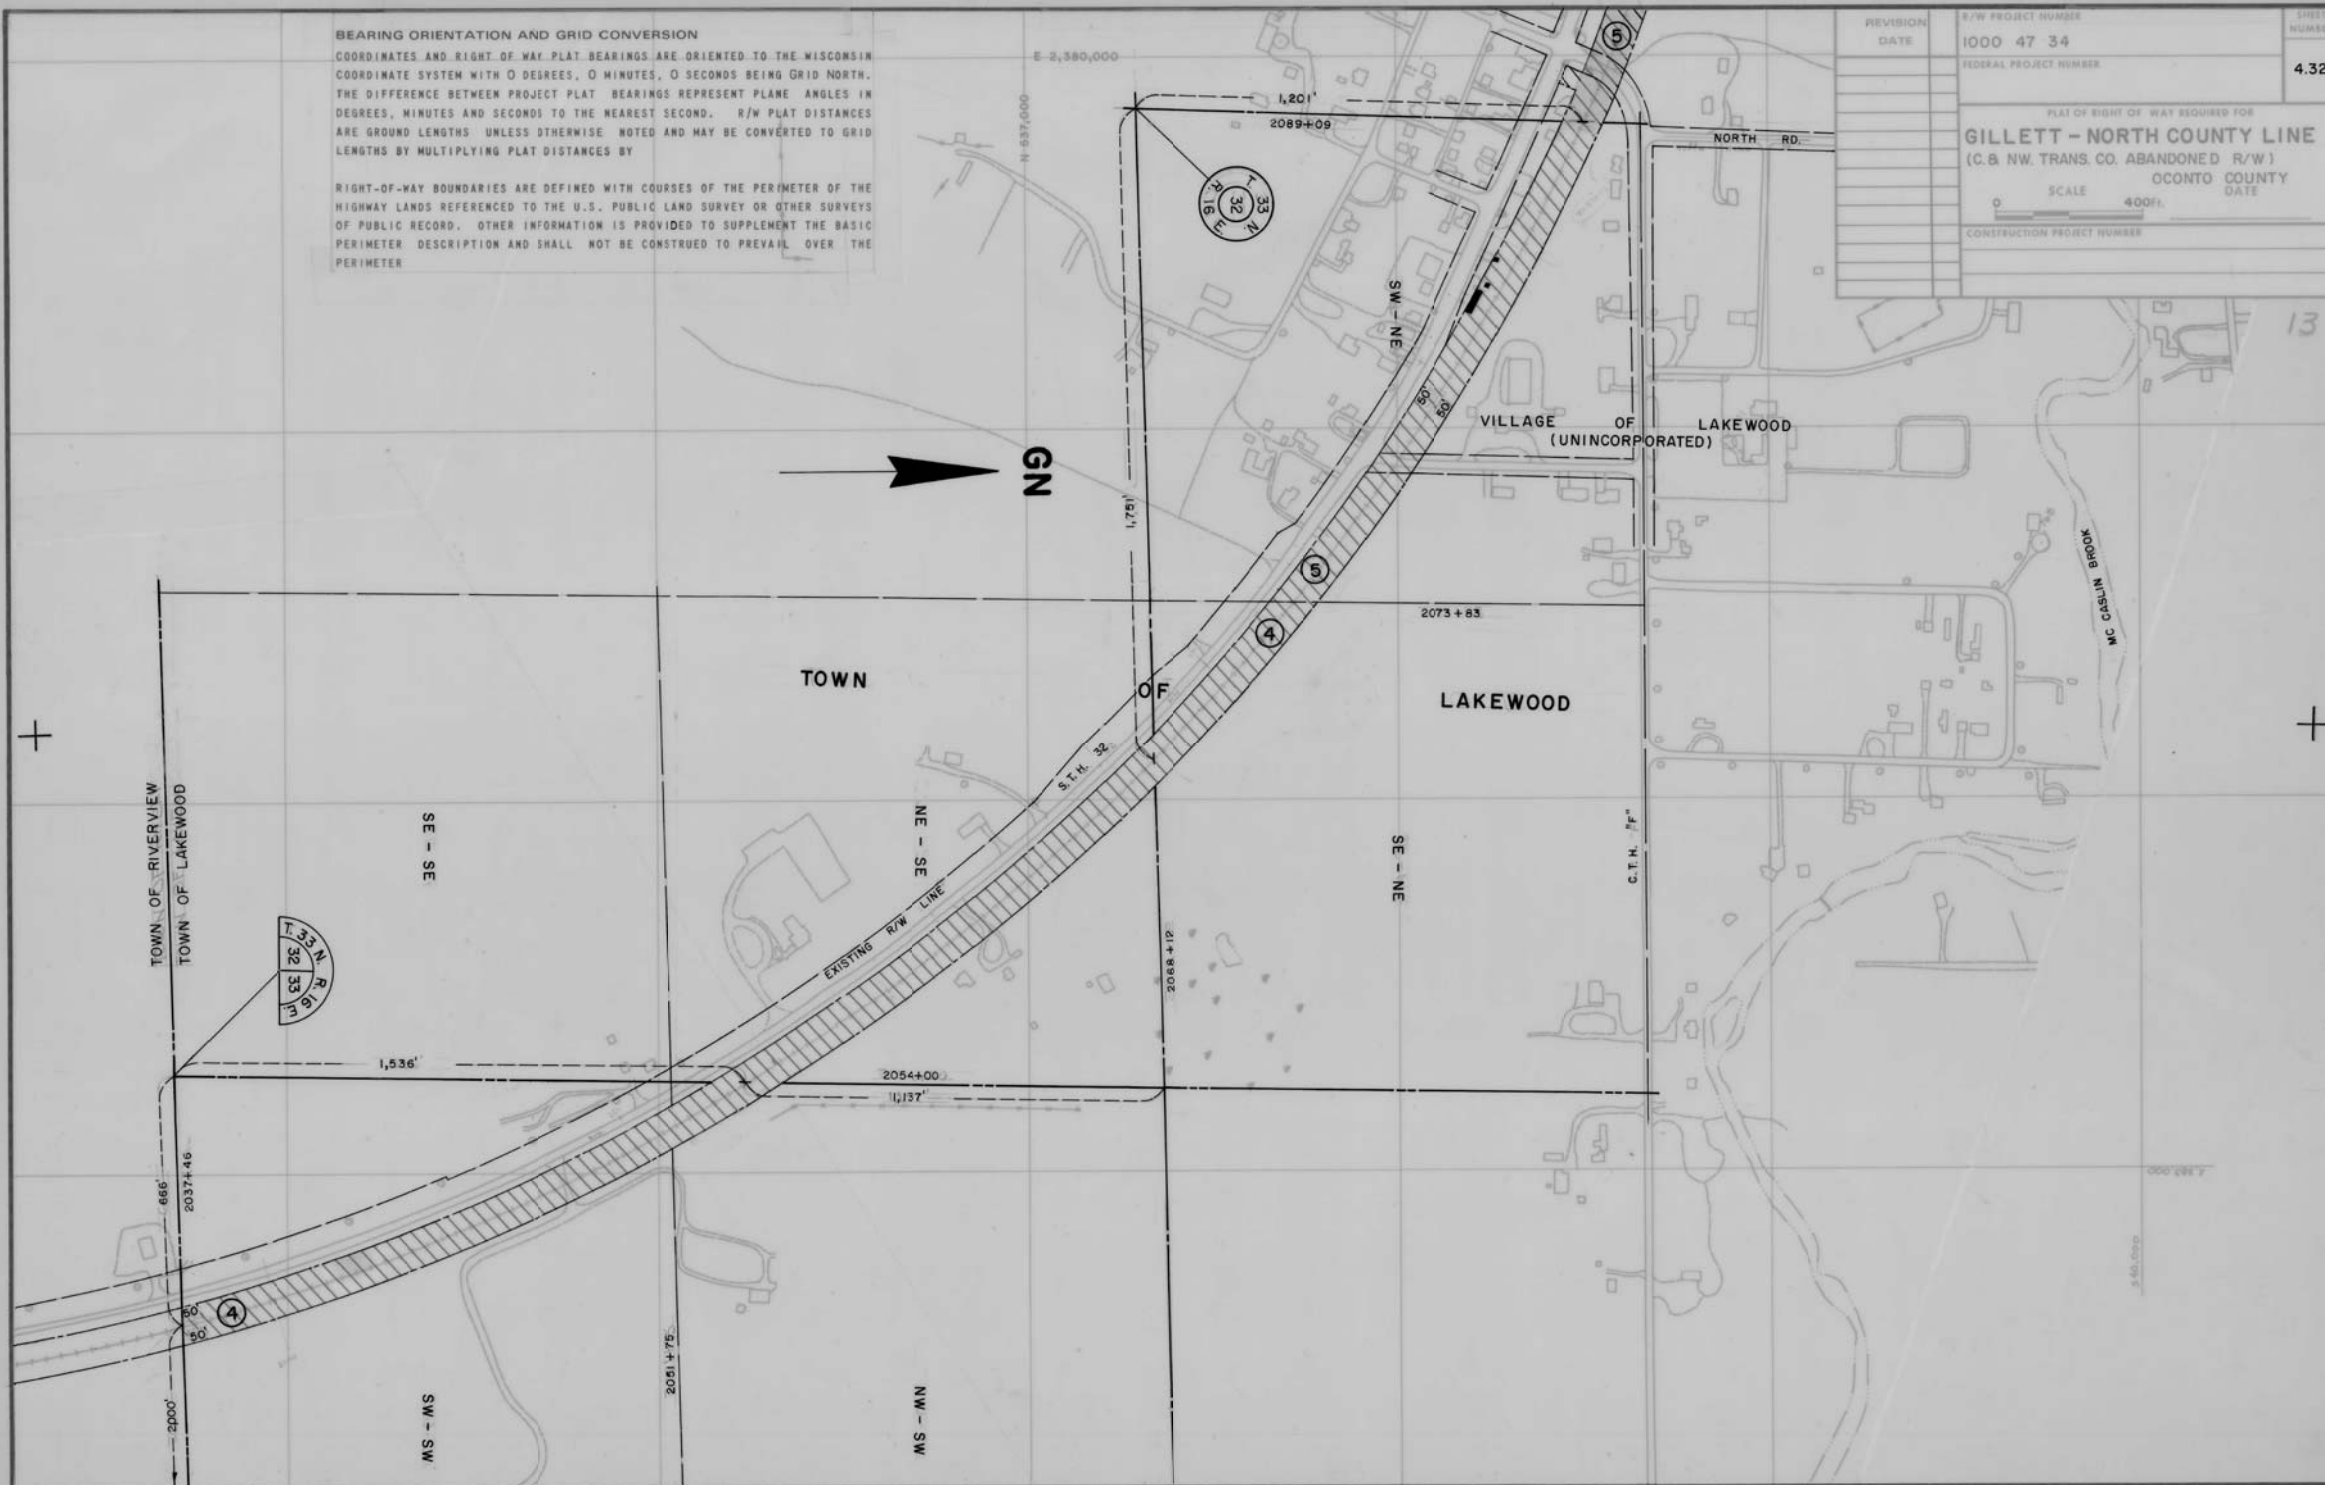 BEARING ORIENTATION AND GRID CONVERSION
COORDINATES AND RIGHT OF WAY PLAT BEARINGS ARE ORIENTED TO THE WISCONSIN
COORDINATE SYSTEM WITH 0 DEGREES, 0 MINUTES, 0 SECONDS BEING GRID NORTH.
THE DIFFERENCE BETWEEN PROJECT PLAT BEARINGS REPRESENT PLANE ANGLES IN
DEGREES, MINUTES AND SECONDS TO THE NEAREST SECOND. R/W PLAT DISTANCES
ARE GROUND LENGTHS UNLESS OTHERWISE NOTED AND MAY BE CONVERTED TO GRID
LENGTHS BY MULTIPLYING PLAT DISTANCES BY
RIGHT-OF-WAY BOUNDARIES ARE DEFINED WITH COURSES OF THE PERIMETER OF THE
HIGHWAY LANDS REFERENCED TO THE U.S. PUBLIC LAND SURVEY OR OTHER SURVEYS
OF PUBLIC RECORD. OTHER INFORMATION IS PROVIDED TO SUPPLEMENT THE BASIC
PERIMETER DESCRIPTION AND SHALL NOT BE CONSTRUED TO PREVAIL OVER THE
PERIMETER
REVISION
DATE
R/W PROJECT NUMBER
1000 47 34
FEDERAL PROJECT NUMBER
4.32
PLAT OF RIGHT OF WAY REQUIRED FOR
GILLETT - NORTH COUNTY LINE
(C.& NW. TRANS. CO. ABANDONED R/W)
OCONTO COUNTY
SCALE
DATE
0
400Ft.
CONSTRUCTION PROJECT NUMBER
13
E 2,380,000
N 537,000
5
1,201'
2089+09
NORTH RD.
T. 33 N.
32
R. 16 E.
SW - NE
50'
50'
VILLAGE OF LAKEWOOD
(UNINCORPORATED)
GN
1,751'
5
MC CASLIN BROOK
2073+83
4
TOWN
OF
LAKEWOOD
S.T.H. 32
TOWN OF RIVERVIEW
TOWN OF LAKEWOOD
SE - SE
NE - SE
SE - NE
C.T.H. "F"
EXISTING R/W LINE
2068+12
T. 33 N. R. 16 E.
32 33
1,536'
2054+00
1,137'
666'
2037+46
50'
50'
4
2051+75
2000'
SW - SW
NW - SW
540,000